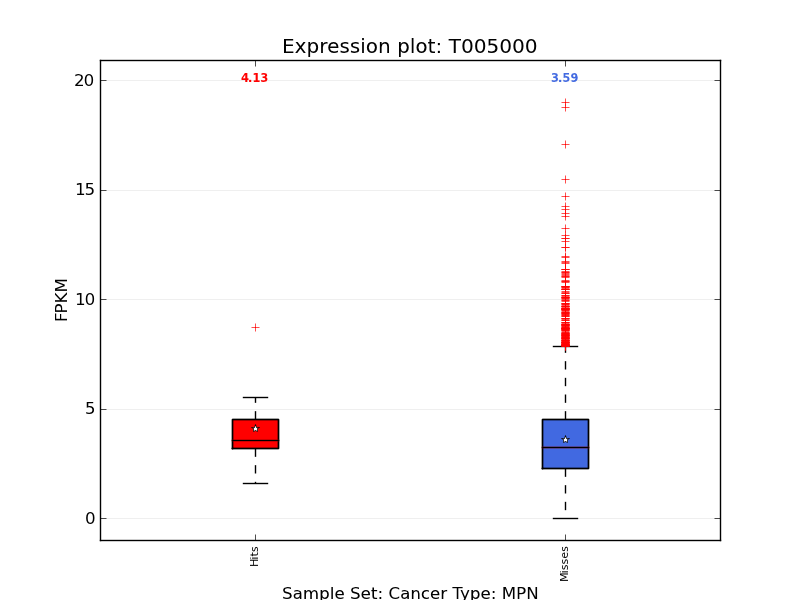 Expression plot: T005000
4.13 3.59
20
15
10
5
0
FPKM
Hits Misses
Sample Set: Cancer Type: MPN